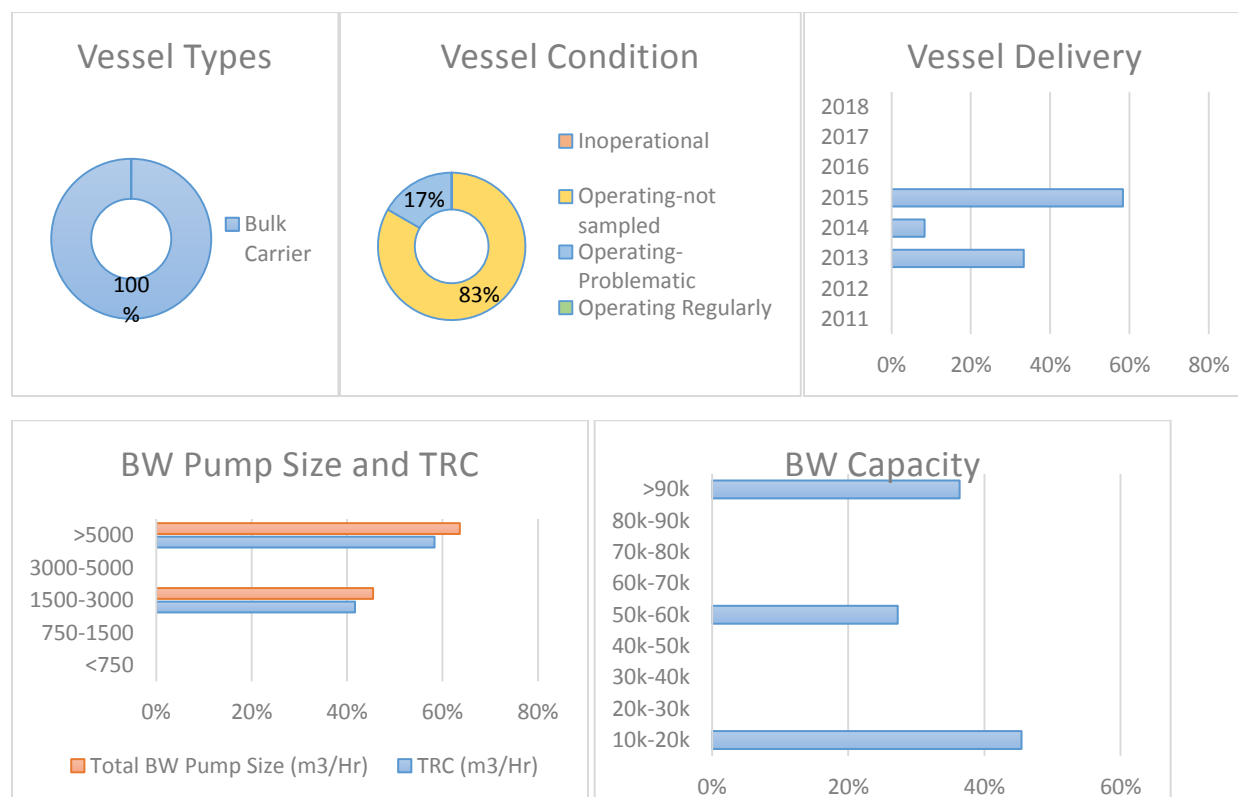 Vessel Types
100
%
Bulk
Carrier
Vessel Condition
17%
83%
Inoperational
Operating-not
sampled
Operating-
Problematic
Operating Regularly
Vessel Delivery
2018
2017
2016
2015
2014
2013
2012
2011
0% 20% 40% 60% 80%
BW Pump Size and TRC
>5000
3000-5000
1500-3000
750-1500
<750
0% 20% 40% 60% 80%
Total BW Pump Size (m3/Hr) TRC (m3/Hr)
BW Capacity
>90k
80k-90k
70k-80k
60k-70k
50k-60k
40k-50k
30k-40k
20k-30k
10k-20k
0% 20% 40% 60%